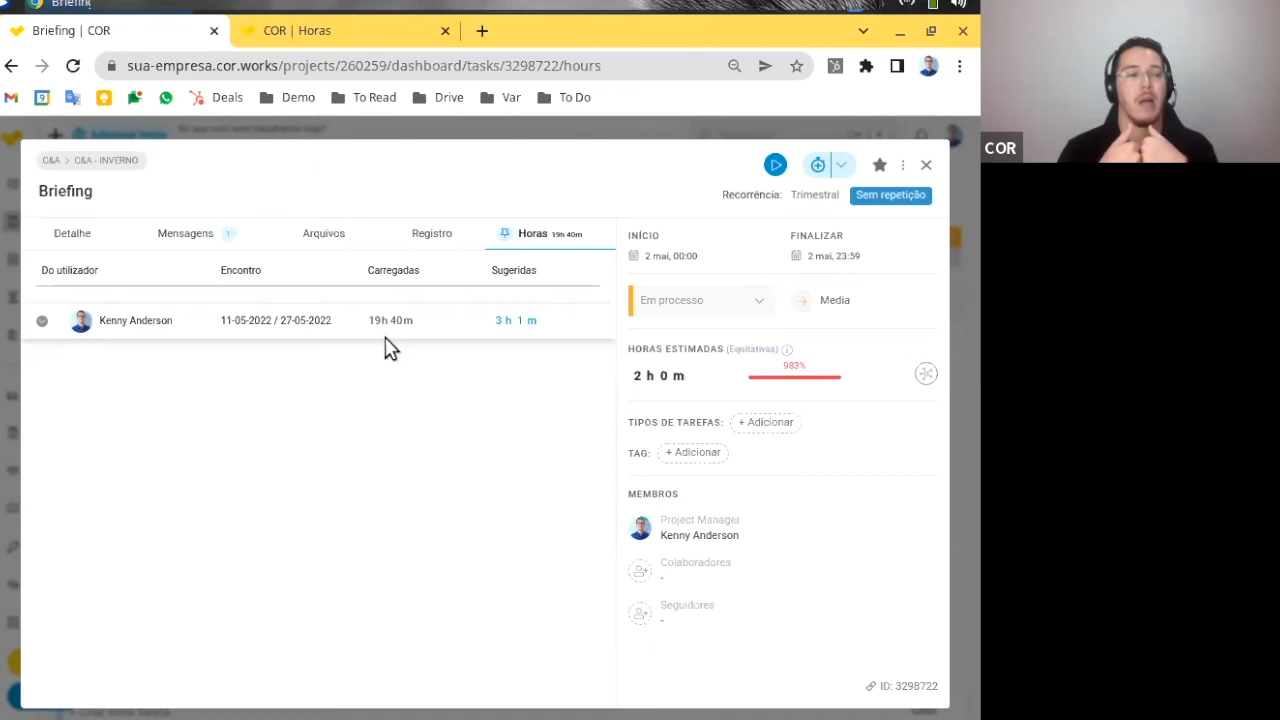 Briefing
Briefing | COR
COR | Horas
sua-empresa.cor.works/projects/260259/dashboard/tasks/3298722/hours
Deals
Demo
To Read
Drive
Var
To Do
COR
C&A > C&A - INVERNO
Briefing
Recorrência: Trimestral Sem repetição
Detalhe Mensagens 1 Arquivos Registro Horas 19h 40m
Do utilizador Encontro Carregadas Sugeridas
Kenny Anderson 11-05-2022 / 27-05-2022 19h 40m 3 h 1 m
INÍCIO FINALIZAR
2 mai, 00:00 2 mai, 23:59
Em processo Media
HORAS ESTIMADAS (Equitativas)
983%
2 h 0 m
TIPOS DE TAREFAS: + Adicionar
TAG: + Adicionar
MEMBROS
Project Manager
Kenny Anderson
Colaboradores
-
Seguidores
-
ID: 3298722